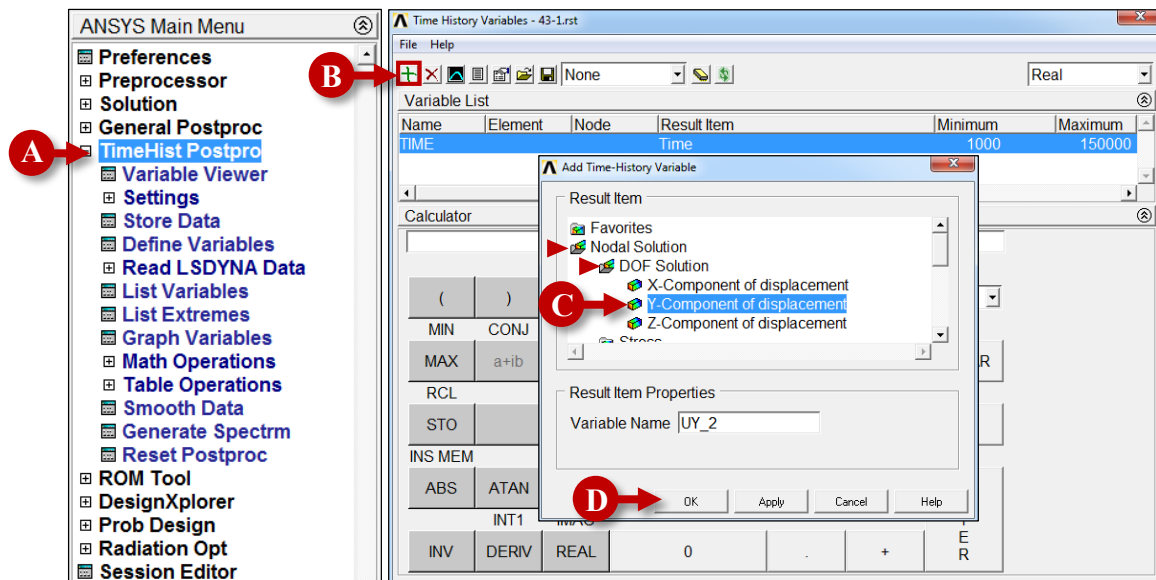 ANSYS Main Menu
Preferences
Preprocessor
Solution
General Postproc
A
TimeHist Postpro
Variable Viewer
Settings
Store Data
Define Variables
Read LSDYNA Data
List Variables
List Extremes
Graph Variables
Math Operations
Table Operations
Smooth Data
Generate Spectrm
Reset Postproc
ROM Tool
DesignXplorer
Prob Design
Radiation Opt
Session Editor
Time History Variables - 43-1.rst
File Help
B
None
Real
Variable List
Name Element Node Result Item Minimum Maximum
TIME Time 1000 150000
Calculator
( )
MIN CONJ
MAX a+ib
RCL
STO
INS MEM
ABS ATAN
INT1
INV DERIV REAL 0 . +
E
R
Add Time-History Variable
Result Item
Favorites
Nodal Solution
DOF Solution
X-Component of displacement
C
Y-Component of displacement
Z-Component of displacement
Stress
Result Item Properties
Variable Name UY_2
D
OK Apply Cancel Help